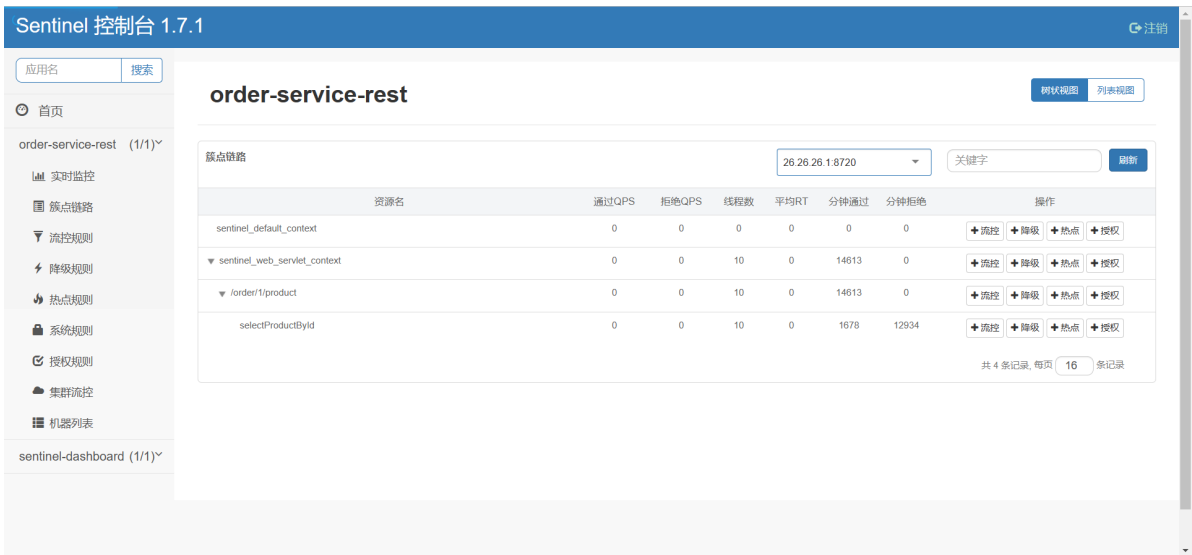 Sentinel 控制台 1.7.1
注销
应用名 搜索
首页
order-service-rest (1/1)
实时监控
簇点链路
流控规则
降级规则
热点规则
系统规则
授权规则
集群流控
机器列表
sentinel-dashboard (1/1)
order-service-rest
树状视图 列表视图
簇点链路 26.26.26.1:8720 关键字 刷新
资源名 通过QPS 拒绝QPS 线程数 平均RT 分钟通过 分钟拒绝 操作
sentinel_default_context 0 0 0 0 0 0 +流控 +降级 +热点 +授权
sentinel_web_servlet_context 0 0 10 0 14613 0 +流控 +降级 +热点 +授权
/order/1/product 0 0 10 0 14613 0 +流控 +降级 +热点 +授权
selectProductById 0 0 10 0 1678 12934 +流控 +降级 +热点 +授权
共 4 条记录, 每页 16 条记录